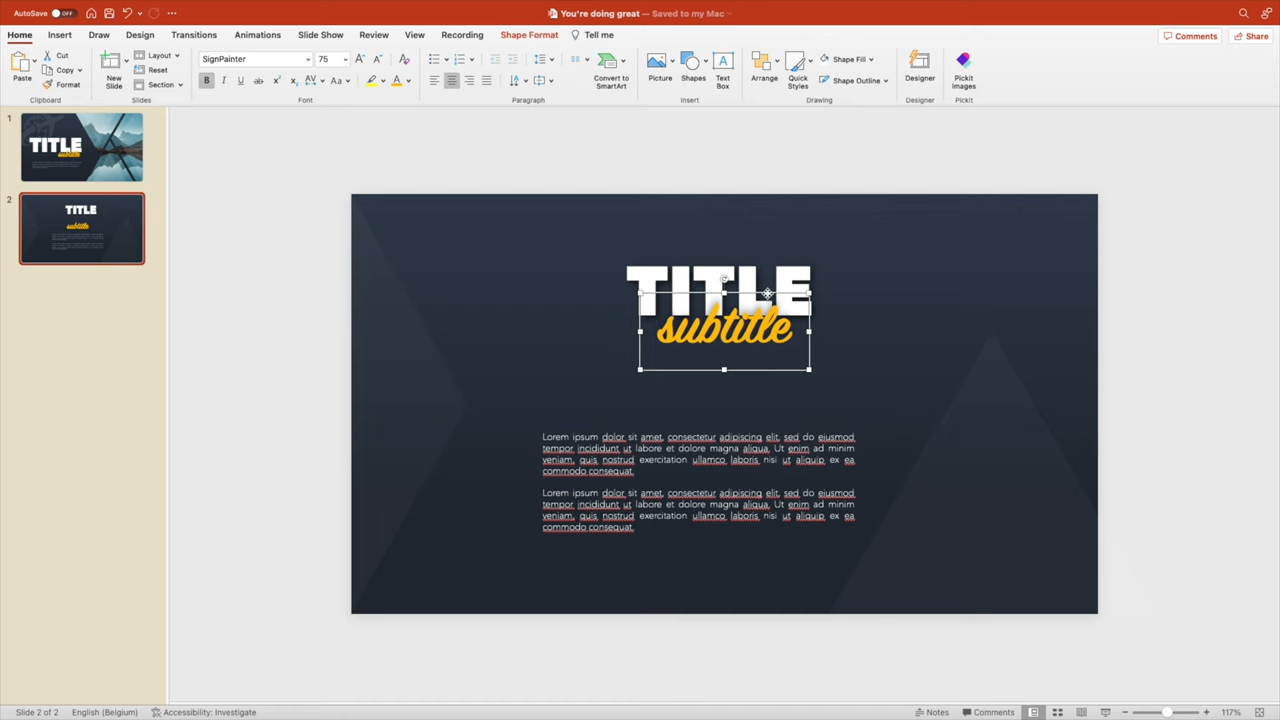 AutoSave OFF
You're doing great — Saved to my Mac
Home Insert Draw Design Transitions Animations Slide Show Review View Recording Shape Format Tell me
Comments Share
Paste Cut Copy Format
Clipboard
New Slide Layout Reset Section
Slides
SignPainter 75
B I U ab x² x₂ AV Aa A
Font
Convert to SmartArt
Paragraph
Picture Shapes Text Box
Insert
Arrange Quick Styles Shape Fill Shape Outline
Drawing
Designer
Designer
Pickit Images
Pickit
1
TITLE
subtitle
2
TITLE
subtitle
TITLE
subtitle
Lorem ipsum dolor sit amet, consectetur adipiscing elit, sed do eiusmod
tempor incididunt ut labore et dolore magna aliqua. Ut enim ad minim
veniam, quis nostrud exercitation ullamco laboris nisi ut aliquip ex ea
commodo consequat.
Lorem ipsum dolor sit amet, consectetur adipiscing elit, sed do eiusmod
tempor incididunt ut labore et dolore magna aliqua. Ut enim ad minim
veniam, quis nostrud exercitation ullamco laboris nisi ut aliquip ex ea
commodo consequat.
Slide 2 of 2 English (Belgium) Accessibility: Investigate Notes Comments 117%